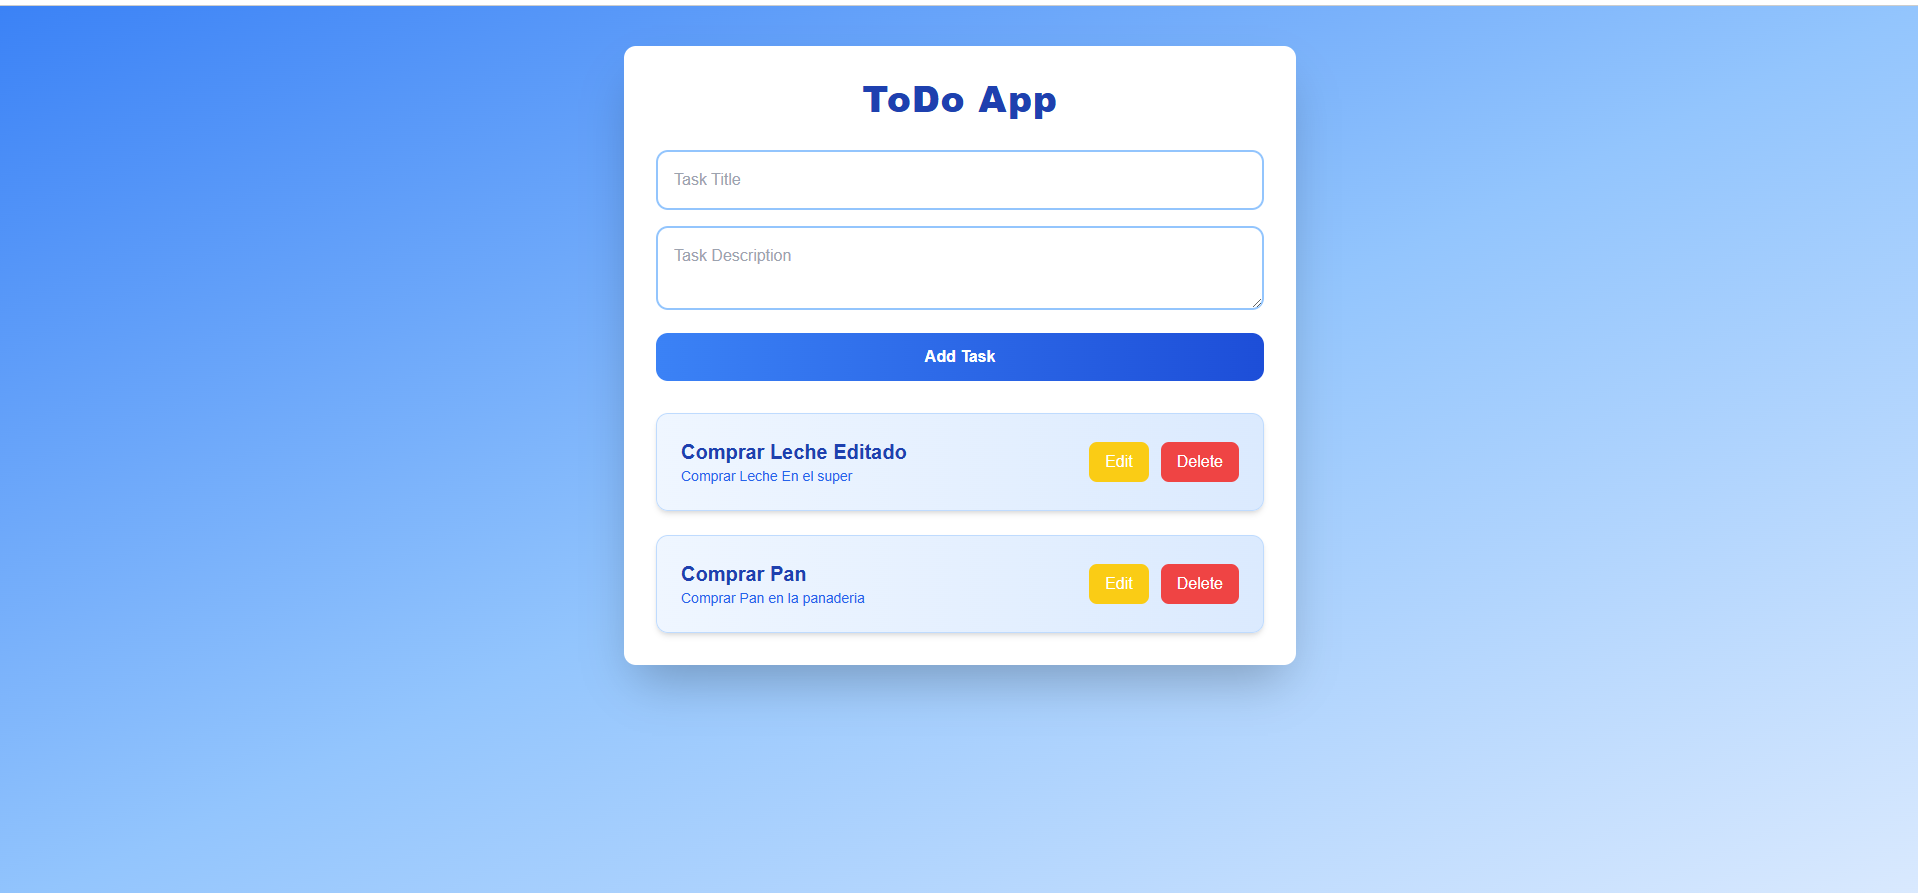 ToDo App
Task Title
Task Description
Add Task
Comprar Leche Editado
Comprar Leche En el super
Edit
Delete
Comprar Pan
Comprar Pan en la panaderia
Edit
Delete